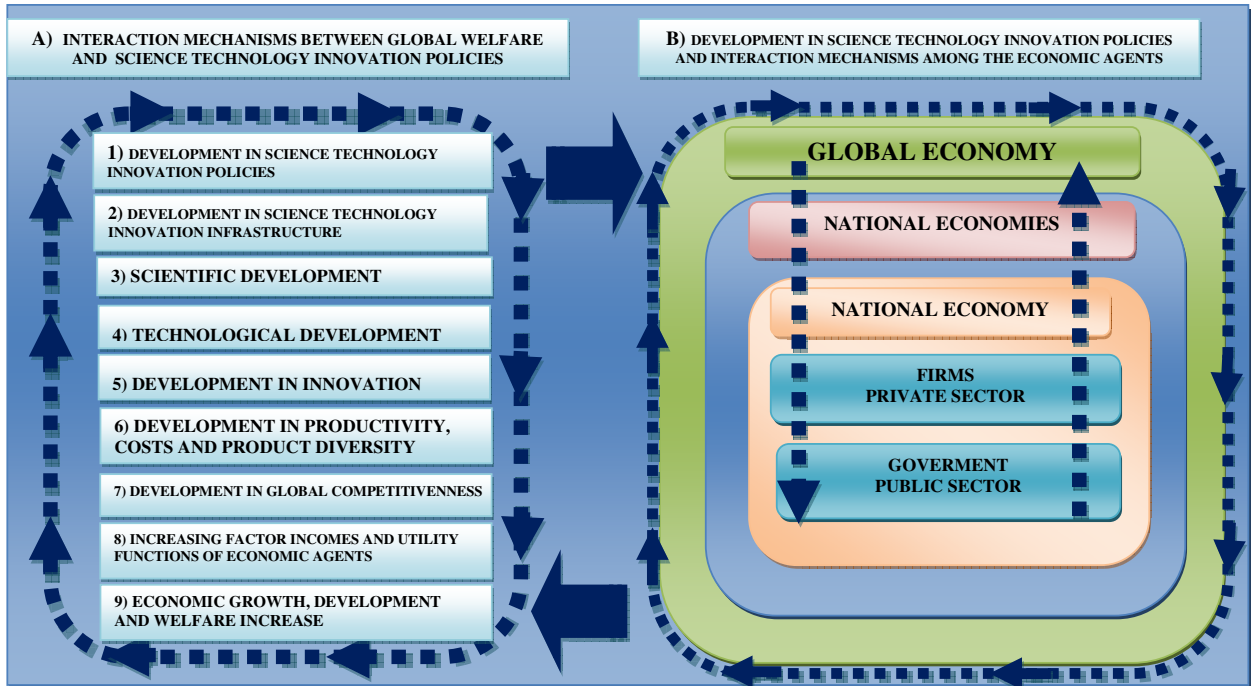 A) INTERACTION MECHANISMS BETWEEN GLOBAL WELFARE
AND SCIENCE TECHNOLOGY INNOVATION POLICIES
1) DEVELOPMENT IN SCIENCE TECHNOLOGY
INNOVATION POLICIES
2) DEVELOPMENT IN SCIENCE TECHNOLOGY
INNOVATION INFRASTRUCTURE
3) SCIENTIFIC DEVELOPMENT
4) TECHNOLOGICAL DEVELOPMENT
5) DEVELOPMENT IN INNOVATION
6) DEVELOPMENT IN PRODUCTIVITY,
COSTS AND PRODUCT DIVERSITY
7) DEVELOPMENT IN GLOBAL COMPETITIVENNESS
8) INCREASING FACTOR INCOMES AND UTILITY
FUNCTIONS OF ECONOMIC AGENTS
9) ECONOMIC GROWTH, DEVELOPMENT
AND WELFARE INCREASE
B) DEVELOPMENT IN SCIENCE TECHNOLOGY INNOVATION POLICIES
AND INTERACTION MECHANISMS AMONG THE ECONOMIC AGENTS
GLOBAL ECONOMY
NATIONAL ECONOMIES
NATIONAL ECONOMY
FIRMS
PRIVATE SECTOR
GOVERMENT
PUBLIC SECTOR